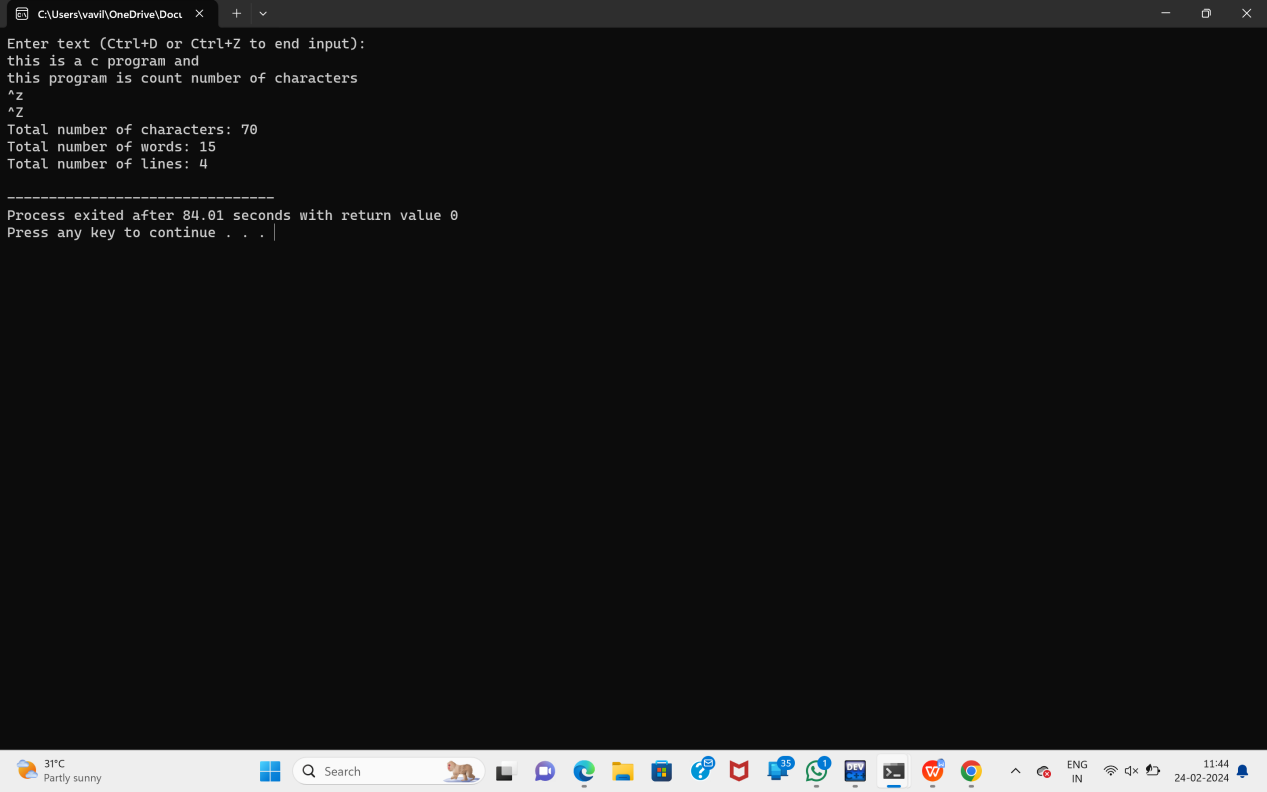 C:\Users\vavil\OneDrive\Docu
Enter text (Ctrl+D or Ctrl+Z to end input):
this is a c program and
this program is count number of characters
^z
^Z
Total number of characters: 70
Total number of words: 15
Total number of lines: 4
--------------------------------
Process exited after 84.01 seconds with return value 0
Press any key to continue . . .
31°C
Partly sunny
Search
35
1
DEV
ENG
IN
11:44
24-02-2024